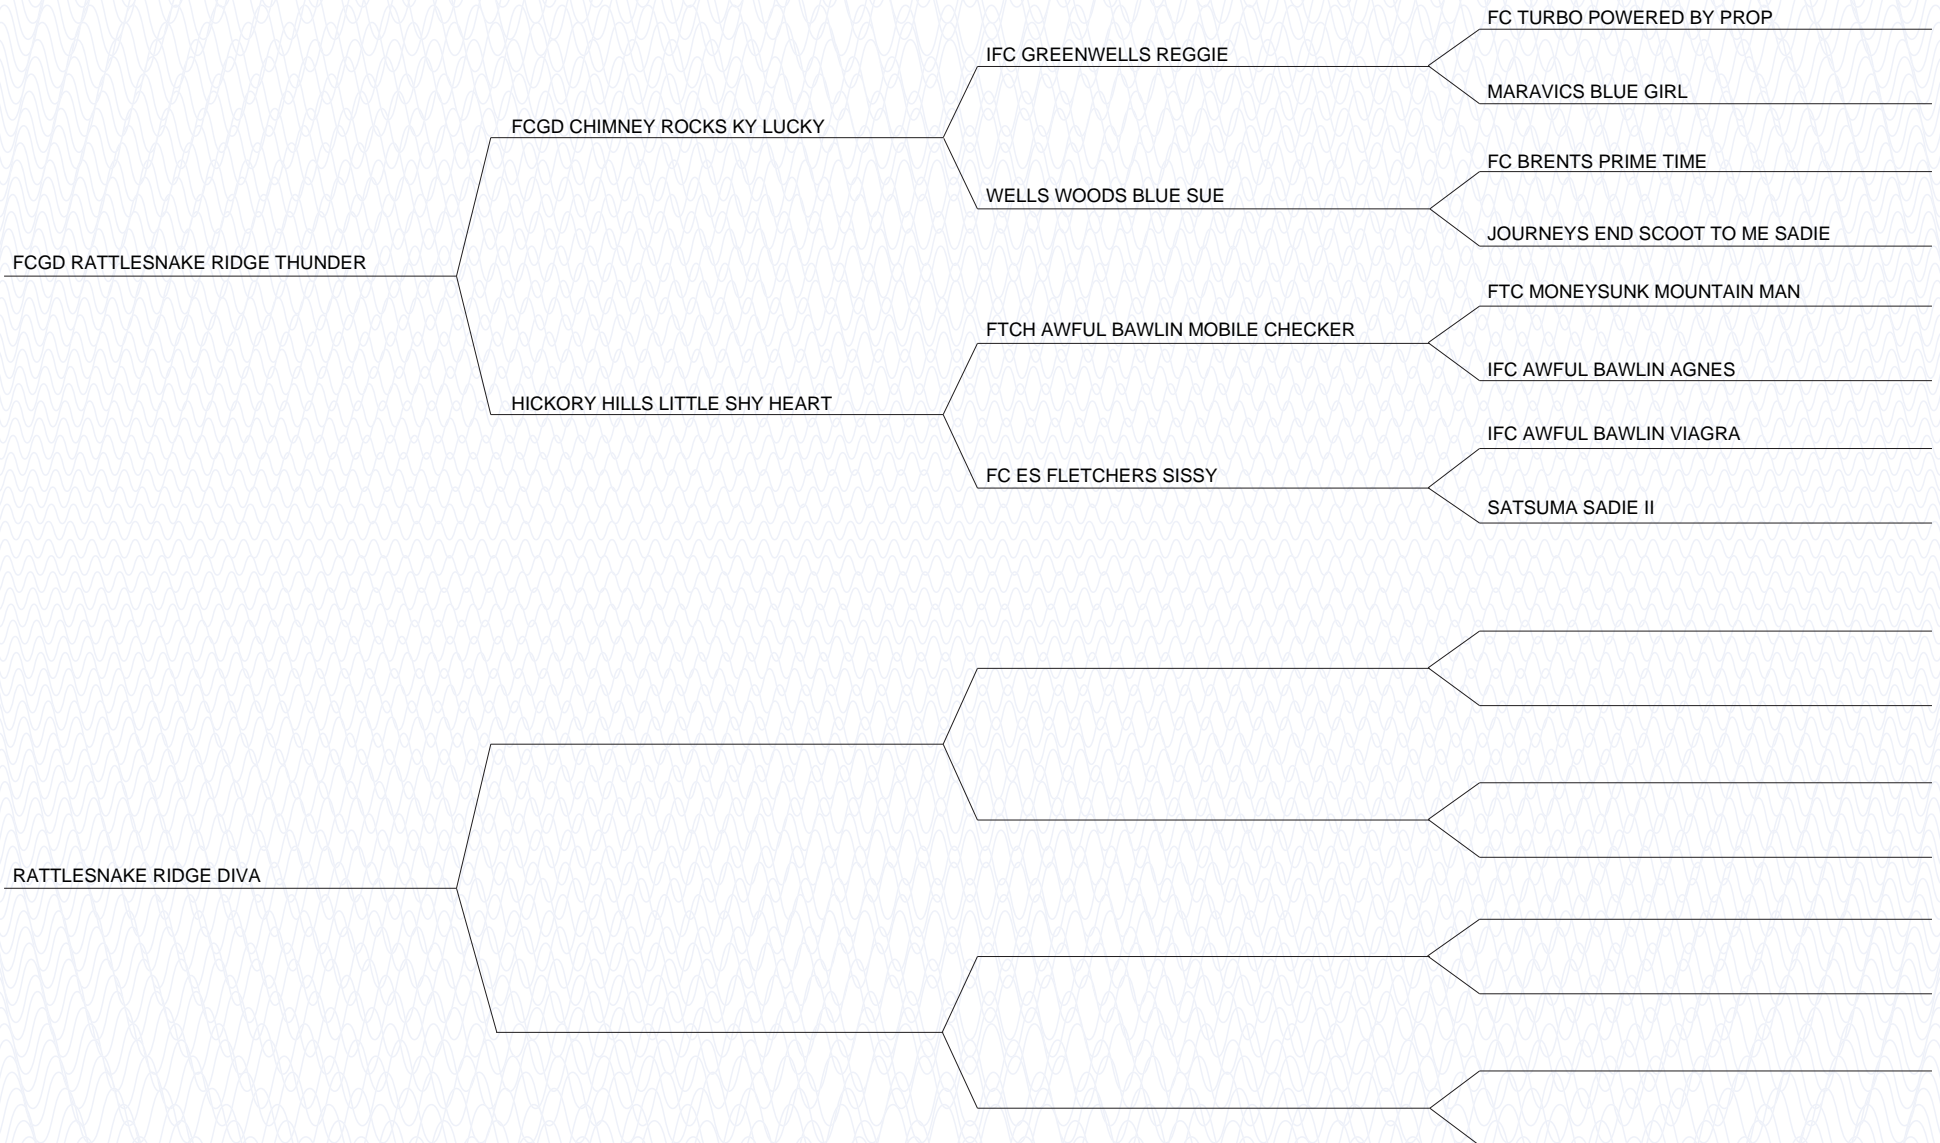 FC TURBO POWERED BY PROP
IFC GREENWELLS REGGIE
MARAVICS BLUE GIRL
FCGD CHIMNEY ROCKS KY LUCKY
FC BRENTS PRIME TIME
WELLS WOODS BLUE SUE
JOURNEYS END SCOOT TO ME SADIE
FCGD RATTLESNAKE RIDGE THUNDER
FTC MONEYSUNK MOUNTAIN MAN
FTCH AWFUL BAWLIN MOBILE CHECKER
IFC AWFUL BAWLIN AGNES
HICKORY HILLS LITTLE SHY HEART
IFC AWFUL BAWLIN VIAGRA
FC ES FLETCHERS SISSY
SATSUMA SADIE II
RATTLESNAKE RIDGE DIVA